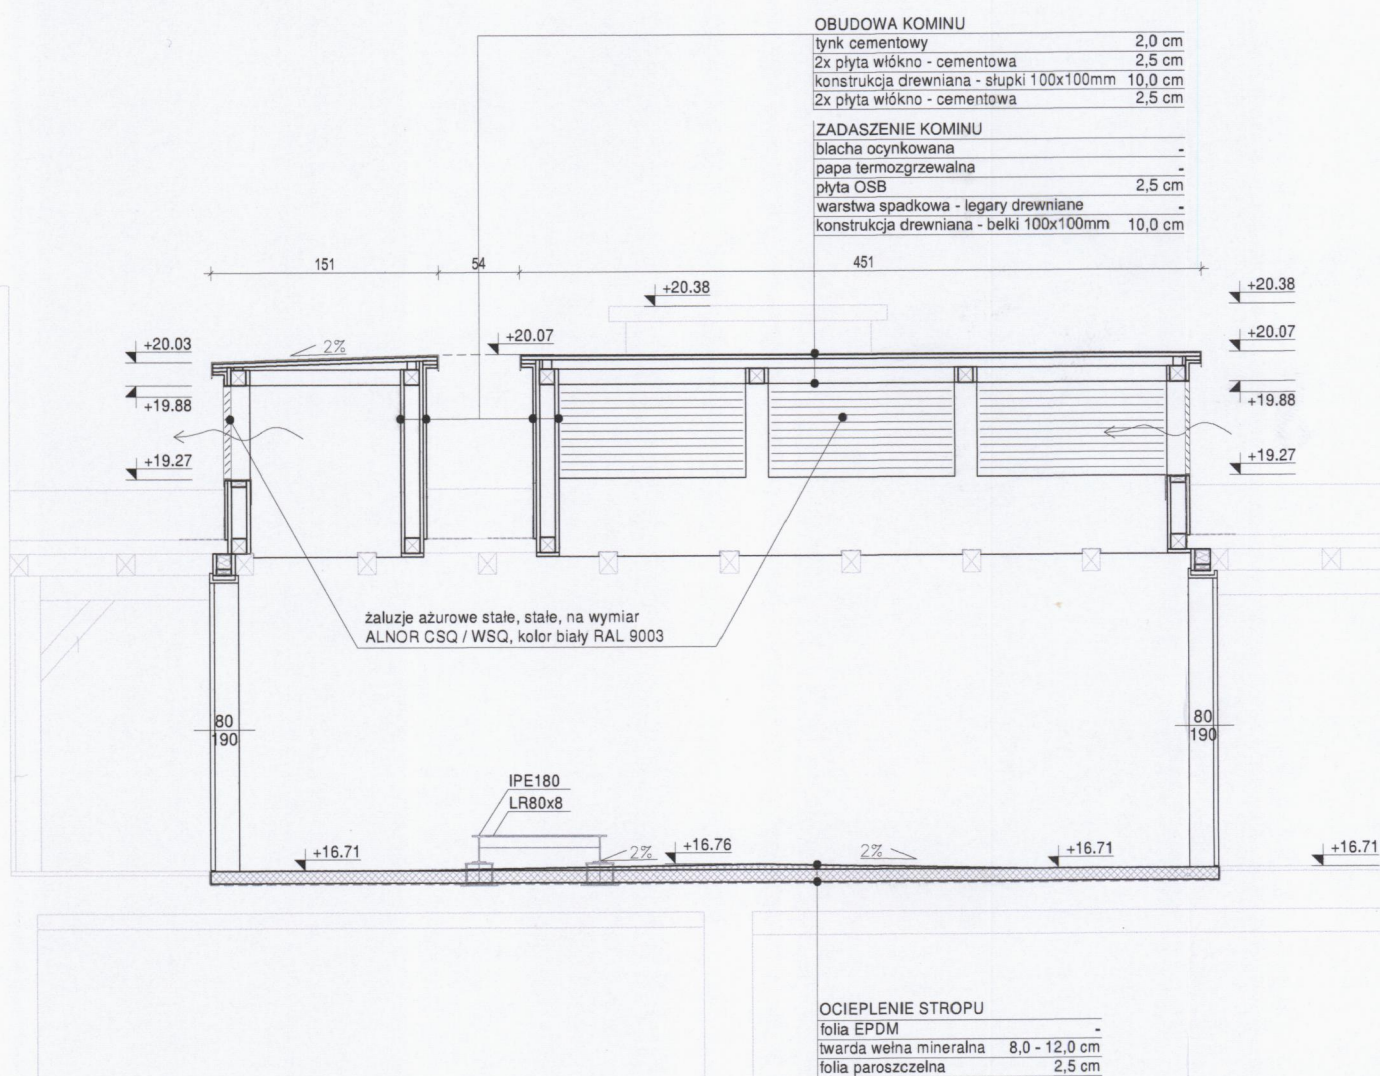 OBUDOWA KOMINU
tynk cementowy 2,0 cm
2x płyta włókno - cementowa 2,5 cm
konstrukcja drewniana - słupki 100x100mm 10,0 cm
2x płyta włókno - cementowa 2,5 cm
ZADASZENIE KOMINU
blacha ocynkowana -
papa termozgrzewalna -
płyta OSB 2,5 cm
warstwa spadkowa - legary drewniane -
konstrukcja drewniana - belki 100x100mm 10,0 cm
151 54 451
+20.38 +20.38
+20.03 2% +20.07 +20.07
+19.88 +19.88
+19.27 +19.27
żaluzje ażurowe stałe, stałe, na wymiar
ALNOR CSQ / WSQ, kolor biały RAL 9003
80 80
190 190
IPE180
LR80x8
+16.71 2% +16.76 2% +16.71 +16.71
OCIEPLENIE STROPU
folia EPDM -
twarda wełna mineralna 8,0 - 12,0 cm
folia paroszczelna 2,5 cm